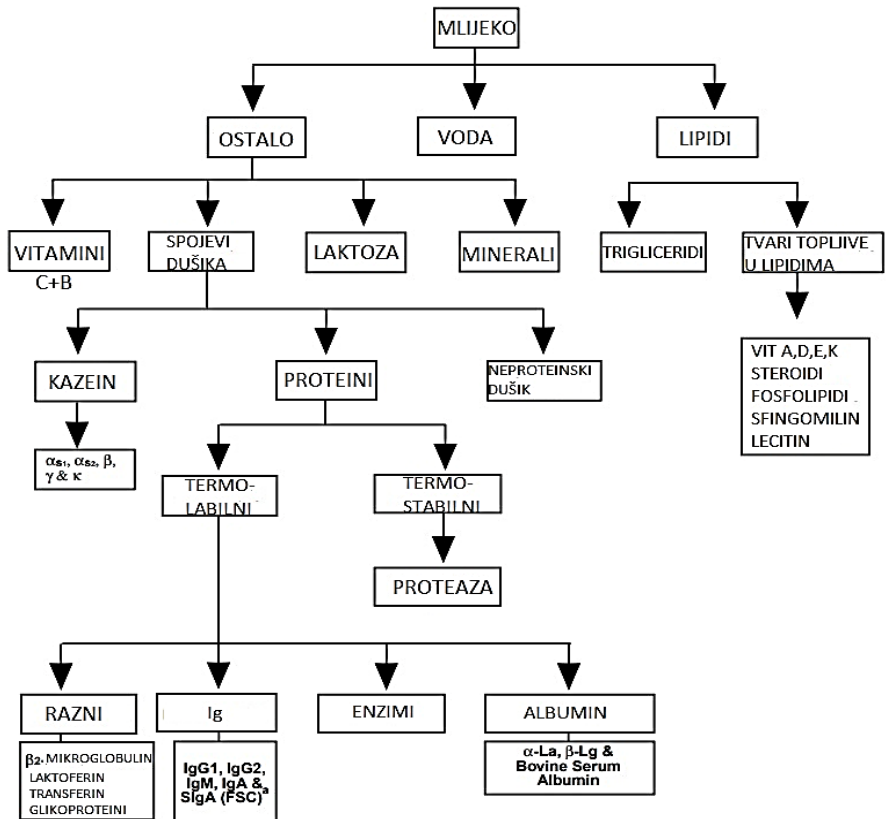 MLIJEKO
OSTALO
VODA
LIPIDI
VITAMINI
C+B
SPOJEVI
DUŠIKA
LAKTOZA
MINERALI
TRIGLICERIDI
TVARI TOPLJIVE
U LIPIDIMA
KAZEIN
PROTEINI
NEPROTEINSKI
DUŠIK
VIT A,D,E,K
STEROIDI
FOSFOLIPIDI
SFINGOMILIN
LECITIN
αs1, αs2, β,
γ & κ
TERMO-
LABILNI
TERMO-
STABILNI
PROTEAZA
RAZNI
Ig
ENZIMI
ALBUMIN
β2. MIKROGLOBULIN
LAKTOFERIN
TRANSFERIN
GLIKOPROTEINI
IgG1, IgG2,
IgM, IgA &
SIgA (FSC)a
α-La, β-Lg &
Bovine Serum
Albumin